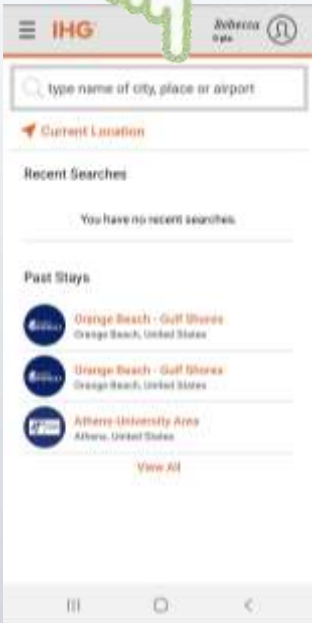 IHG
Rebecca
0 pts
type name of city, place or airport
Current Location
Recent Searches
You have no recent searches.
Past Stays
Orange Beach - Gulf Shores
Orange Beach, United States
Orange Beach - Gulf Shores
Orange Beach, United States
Athens-University Area
Athens, United States
View All